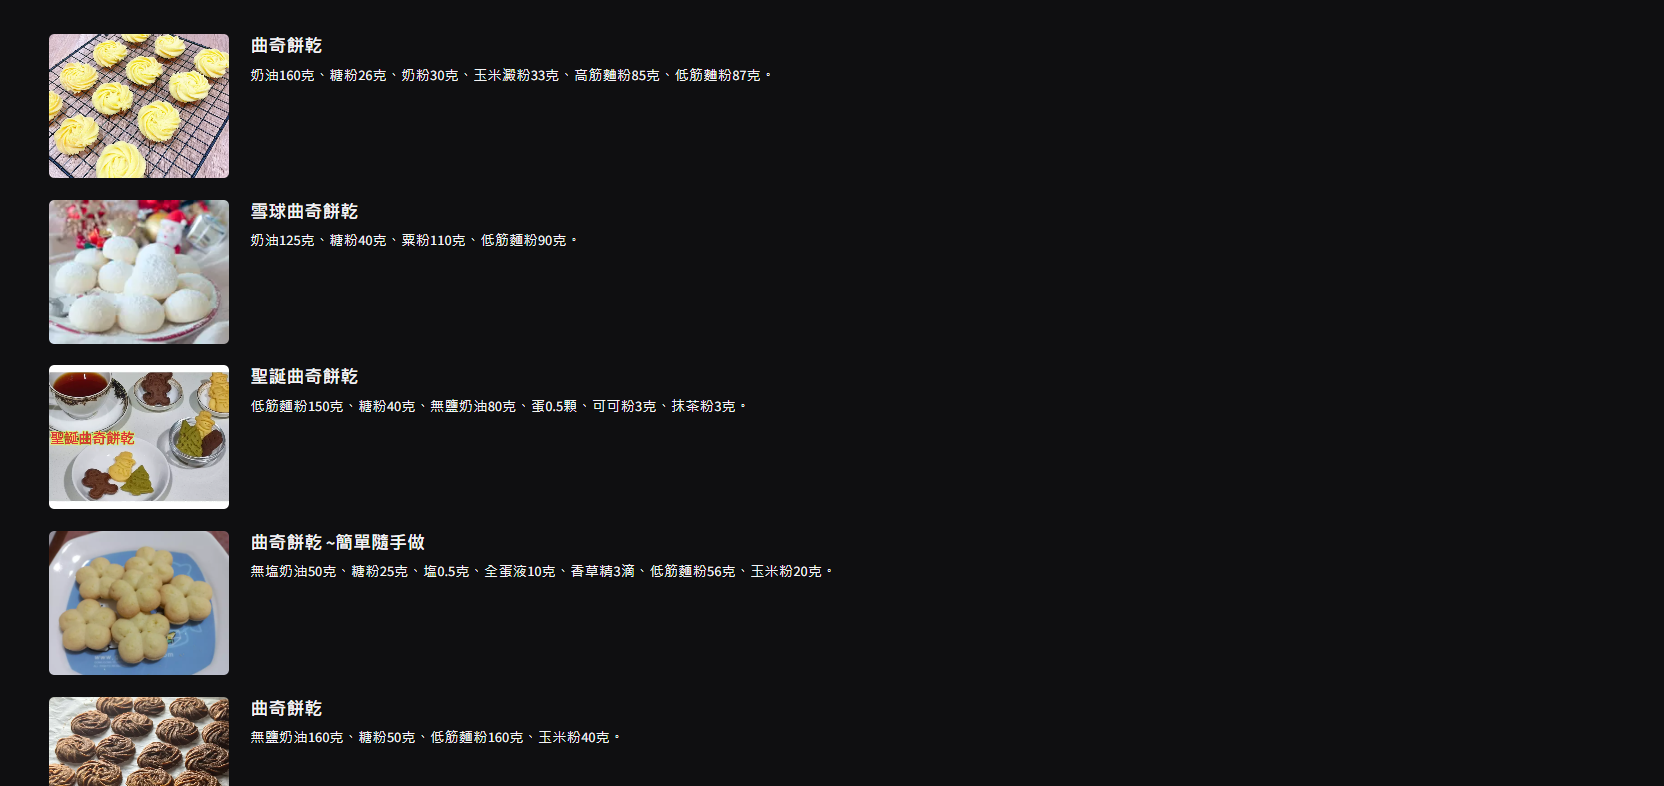 曲奇餅乾
奶油160克、糖粉26克、奶粉30克、玉米澱粉33克、高筋麵粉85克、低筋麵粉87克。
雪球曲奇餅乾
奶油125克、糖粉40克、粟粉110克、低筋麵粉90克。
聖誕曲奇餅乾
低筋麵粉150克、糖粉40克、無鹽奶油80克、蛋0.5顆、可可粉3克、抹茶粉3克。
聖誕曲奇餅乾
曲奇餅乾 ~簡單隨手做
無塩奶油50克、糖粉25克、塩0.5克、全蛋液10克、香草精3滴、低筋麵粉56克、玉米粉20克。
曲奇餅乾
無鹽奶油160克、糖粉50克、低筋麵粉160克、玉米粉40克。